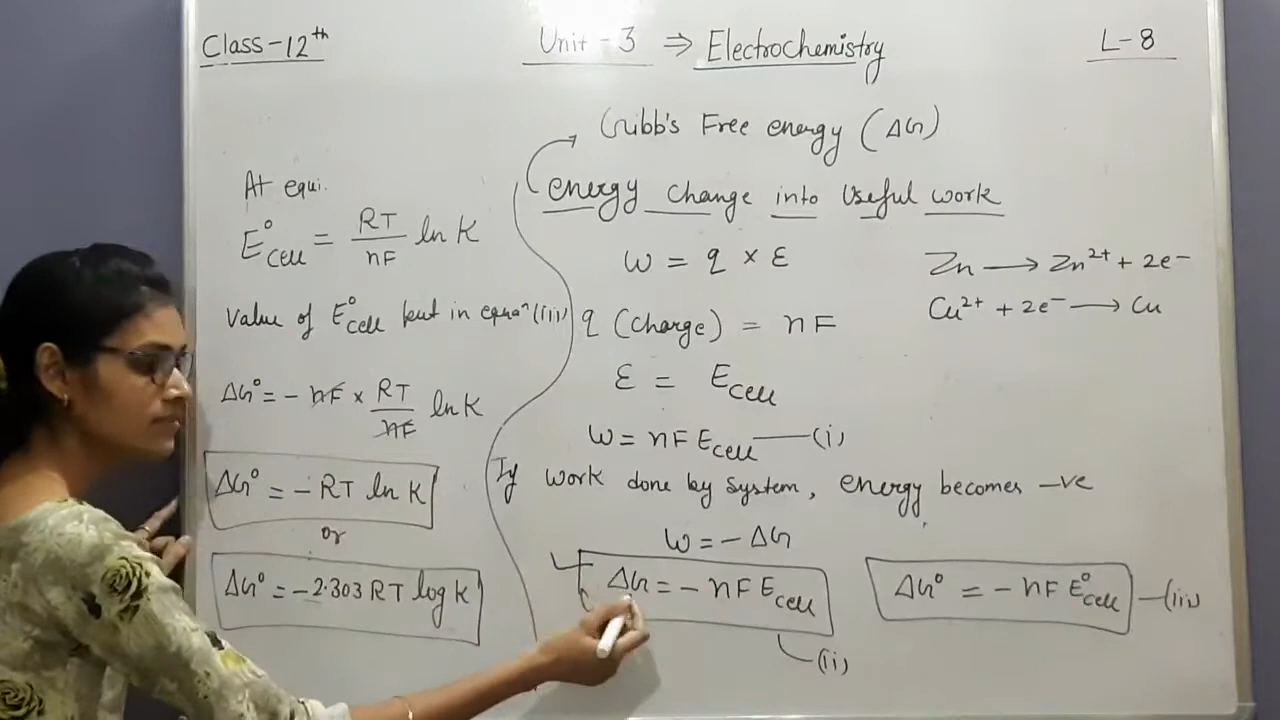 Class-12th
Unit-3 ⇒ Electrochemistry
L-8
Gibb's Free energy (ΔG)
energy change into Useful work
W = q × ε
q (Charge) = nF
ε = Ecell
W = nF Ecell —(i)
If work done by System, energy becomes -ve
W = -ΔG
ΔG = - nF Ecell
(ii)
ΔG° = - nF E°cell —(iii)
Zn → Zn²⁺ + 2e⁻
Cu²⁺ + 2e⁻ → Cu
At equi.
E°cell = RT/nF ln K
Value of E°cell put in equaⁿ (iii)
ΔG° = - nF × RT/nF ln K
ΔG° = - RT ln K
or
ΔG° = -2.303 RT log K